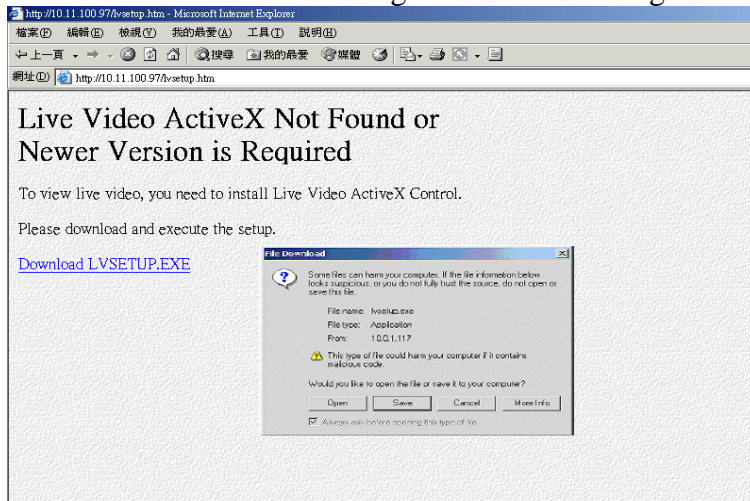 http://10.11.100.97/lvsetup.htm - Microsoft Internet Explorer
檔案(F) 編輯(E) 檢視(V) 我的最愛(A) 工具(T) 說明(H)
上一頁 搜尋 我的最愛 媒體
網址(D) http://10.11.100.97/lvsetup.htm
Live Video ActiveX Not Found or
Newer Version is Required
To view live video, you need to install Live Video ActiveX Control.
Please download and execute the setup.
Download LVSETUP.EXE
File Download
Some files can harm your computer. If the file information below
looks suspicious, or you do not fully trust the source, do not open or
save this file.
File name: lvsetup.exe
File type: Application
From: 10.0.1.117
This type of file could harm your computer if it contains
malicious code.
Would you like to open the file or save it to your computer?
Open Save Cancel More Info
Always ask before opening this type of file